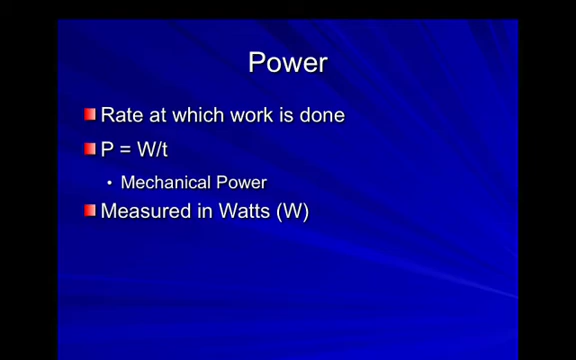 Power
Rate at which work is done
P = W/t
Mechanical Power
Measured in Watts (W)